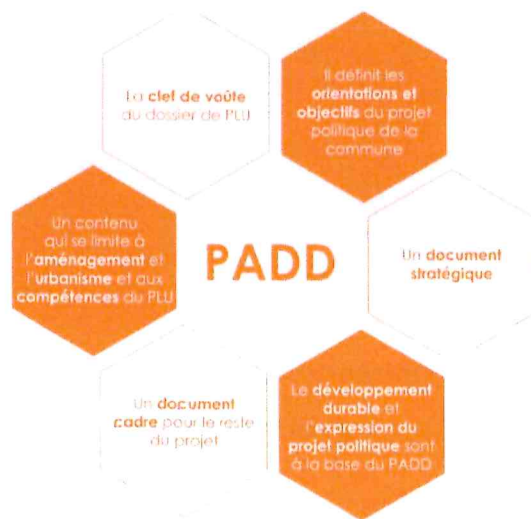 La clef de voûte
du dossier de PLU
Il définit les
orientations et
objectifs du projet
politique de la
commune
Un contenu
qui se limite à
l'aménagement et
l'urbanisme et aux
compétences du PLU
PADD
Un document
stratégique
Un document
cadre pour le reste
du projet
Le développement
durable et
l'expression du
projet politique sont
à la base du PADD